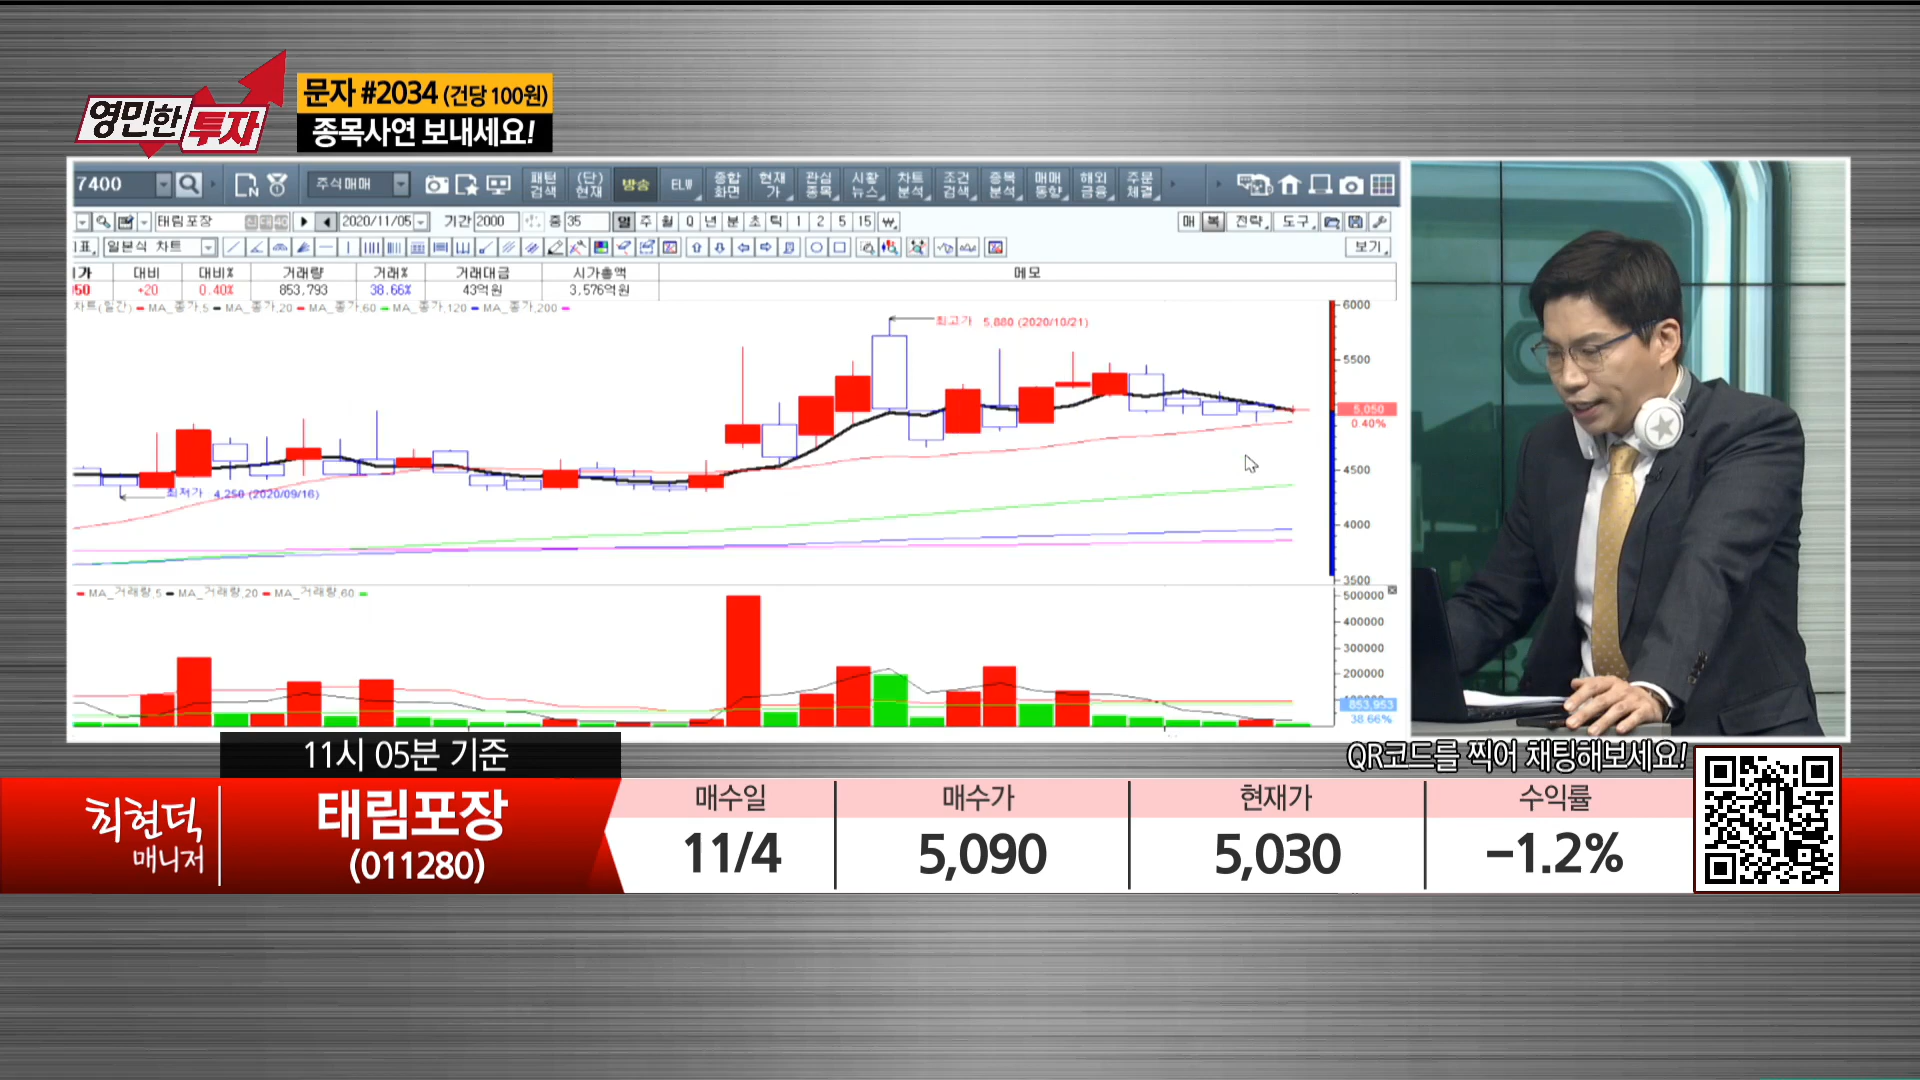 영민한 투자
문자 #2034 (건당 100원)
종목사연 보내세요!
7400
주식매매
패턴검색
(단)현재
방송
ELW
종합화면
현재가
관심종목
시황뉴스
차트분석
조건검색
종목분석
매매동향
해외금융
주문체결
태림포장
2020/11/05
기간 2000
35
일 주 월 Q 년 분 초 틱 1 2 5 15 ₩
매 복 전략 도구
일본식 차트
보기
가 대비 대비% 거래량 거래% 거래대금 시가총액 메모
50 +20 0.40% 853,793 38.66% 43억원 3,576억원
차트(일간) MA_종가,5 MA_종가,20 MA_종가,60 MA_종가,120 MA_종가,200
최고가 5,880 (2020/10/21)
최저가 4,250 (2020/09/16)
6000
5500
5,050
0.40%
4500
4000
3500
MA_거래량,5 MA_거래량,20 MA_거래량,60
500000
400000
300000
200000
853,953
38.66%
11시 05분 기준
QR코드를 찍어 채팅해보세요!
최현덕
매니저
태림포장
(011280)
매수일 매수가 현재가 수익률
11/4 5,090 5,030 -1.2%